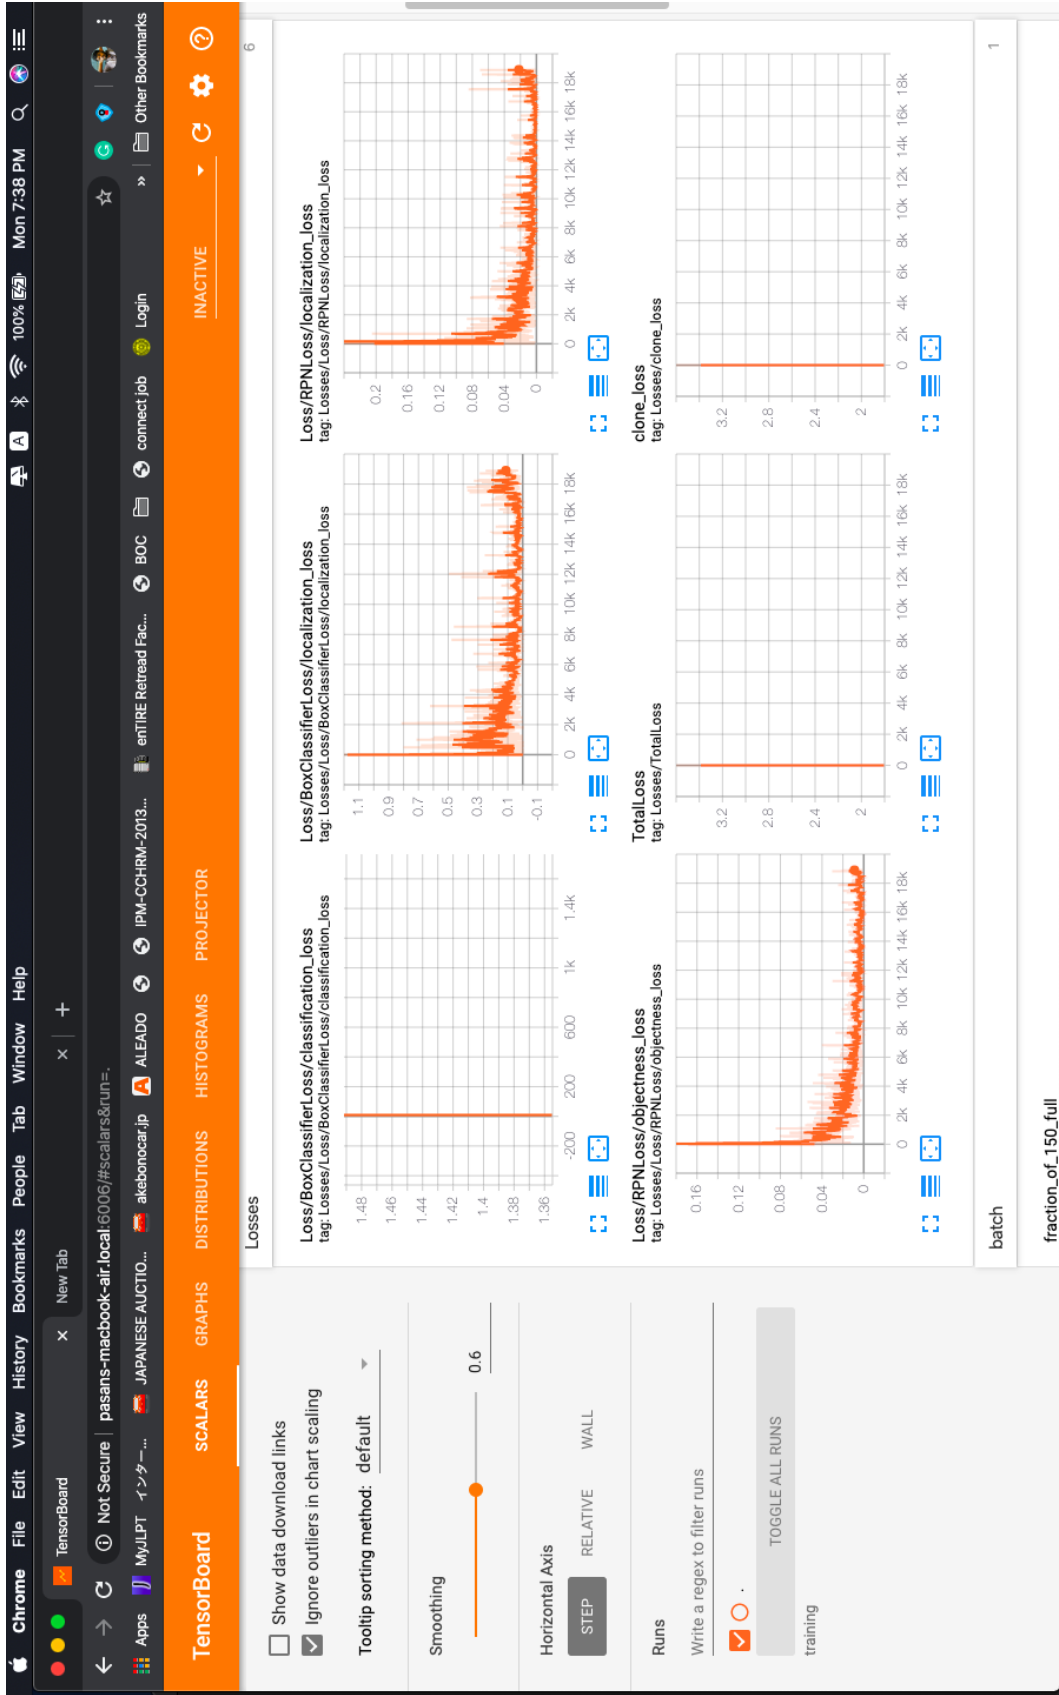 Chrome File Edit View History Bookmarks People Tab Window Help A 100% Mon 7:38 PM
TensorBoard New Tab
Not Secure pasans-macbook-air.local:6006/#scalars&run=.
Apps MyJLPT インター... JAPANESE AUCTIO... akebonocar.jp ALEADO IPM-CCHRM-2013... enTIRE Retread Fac... BOC connect job Login » Other Bookmarks
TensorBoard SCALARS GRAPHS DISTRIBUTIONS HISTOGRAMS PROJECTOR INACTIVE
Show data download links
Ignore outliers in chart scaling
Tooltip sorting method: default
Smoothing
0.6
Horizontal Axis
STEP RELATIVE WALL
Runs
Write a regex to filter runs
.
TOGGLE ALL RUNS
training
Losses 6
Loss/BoxClassifierLoss/classification_loss
tag: Losses/Loss/BoxClassifierLoss/classification_loss
1.48
1.46
1.44
1.42
1.4
1.38
1.36
-200 200 600 1k 1.4k
Loss/BoxClassifierLoss/localization_loss
tag: Losses/Loss/BoxClassifierLoss/localization_loss
1.1
0.9
0.7
0.5
0.3
0.1
-0.1
0 2k 4k 6k 8k 10k 12k 14k 16k 18k
Loss/RPNLoss/localization_loss
tag: Losses/Loss/RPNLoss/localization_loss
0.2
0.16
0.12
0.08
0.04
0
0 2k 4k 6k 8k 10k 12k 14k 16k 18k
Loss/RPNLoss/objectness_loss
tag: Losses/Loss/RPNLoss/objectness_loss
0.16
0.12
0.08
0.04
0
0 2k 4k 6k 8k 10k 12k 14k 16k 18k
TotalLoss
tag: Losses/TotalLoss
3.2
2.8
2.4
2
0 2k 4k 6k 8k 10k 12k 14k 16k 18k
clone_loss
tag: Losses/clone_loss
3.2
2.8
2.4
2
0 2k 4k 6k 8k 10k 12k 14k 16k 18k
batch 1
fraction_of_150_full